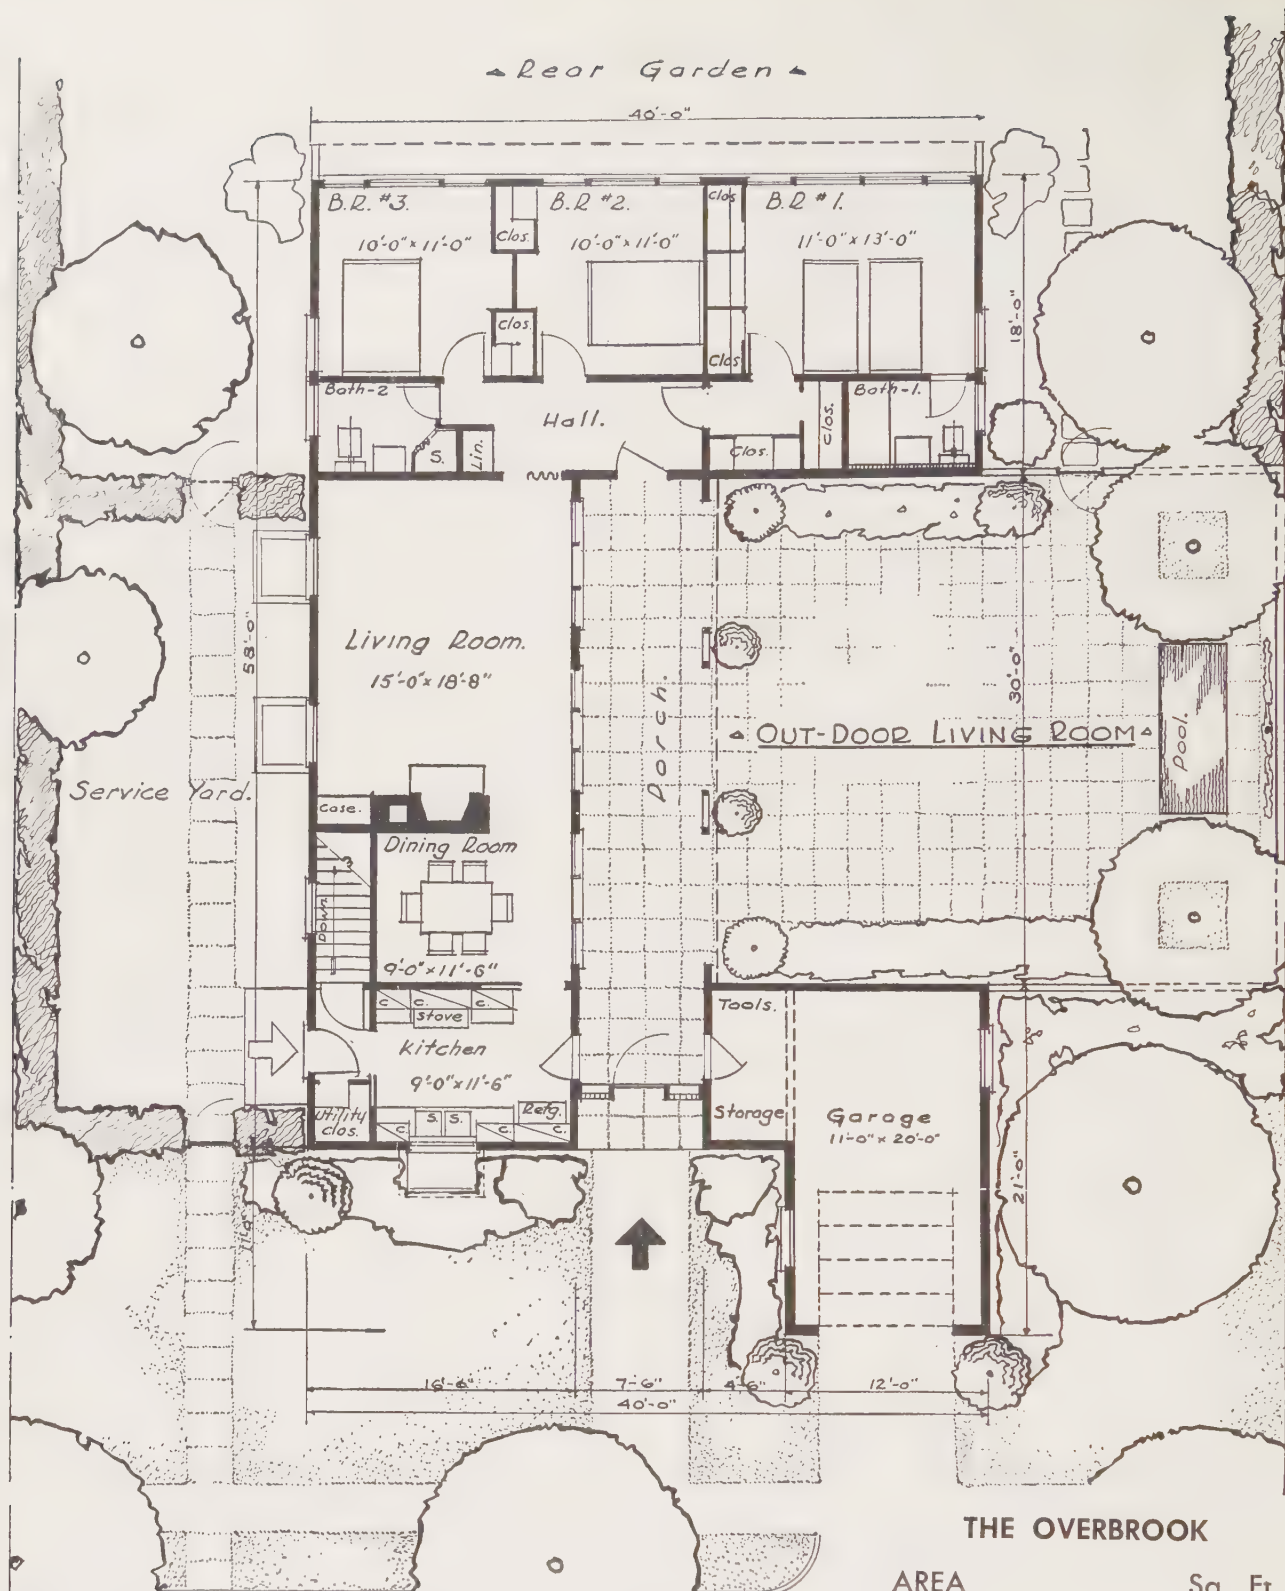 Rear Garden
40'-0"
B.R. #3.
10'-0" x 11'-0"
Clos.
Clos.
B.R. #2.
10'-0" x 11'-0"
Clos
Clos
B.R. #1.
11'-0" x 13'-0"
18'-0"
Bath-2
S.
Lin.
Hall.
Clos.
Clos.
Bath-1.
58'-0"
Living Room.
15'-0" x 18'-8"
Porch.
30'-0"
OUT-DOOR LIVING ROOM
Pool.
Service Yard.
Case.
Down
Dining Room
9'-0" x 11'-6"
C.
C.
C.
Stove
Kitchen
9'-0" x 11'-6"
Utility
Clos.
C.
S.
S.
Refg.
C.
C.
Tools.
Storage
Garage
11'-0" x 20'-0"
21'-0"
16'-6"
7'-6"
4'-6"
12'-0"
40'-0"
THE OVERBROOK
AREA
Sq. Ft.